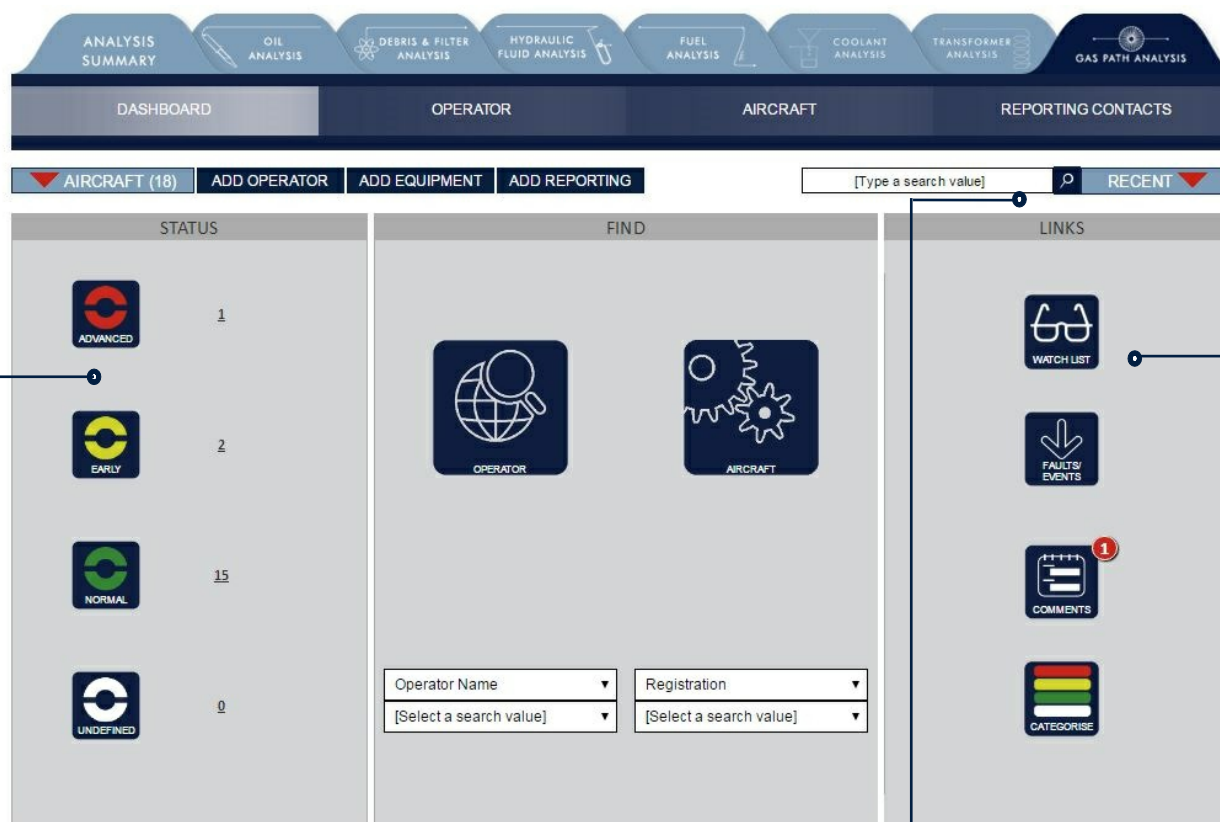 ANALYSIS
SUMMARY
OIL
ANALYSIS
DEBRIS & FILTER
ANALYSIS
HYDRAULIC
FLUID ANALYSIS
FUEL
ANALYSIS
COOLANT
ANALYSIS
TRANSFORMER
ANALYSIS
GAS PATH ANALYSIS
DASHBOARD
OPERATOR
AIRCRAFT
REPORTING CONTACTS
AIRCRAFT (18)
ADD OPERATOR
ADD EQUIPMENT
ADD REPORTING
[Type a search value]
RECENT
STATUS
FIND
LINKS
ADVANCED
1
EARLY
2
NORMAL
15
UNDEFINED
0
OPERATOR
AIRCRAFT
Operator Name
[Select a search value]
Registration
[Select a search value]
WATCH LIST
FAULTS/
EVENTS
1
COMMENTS
CATEGORISE